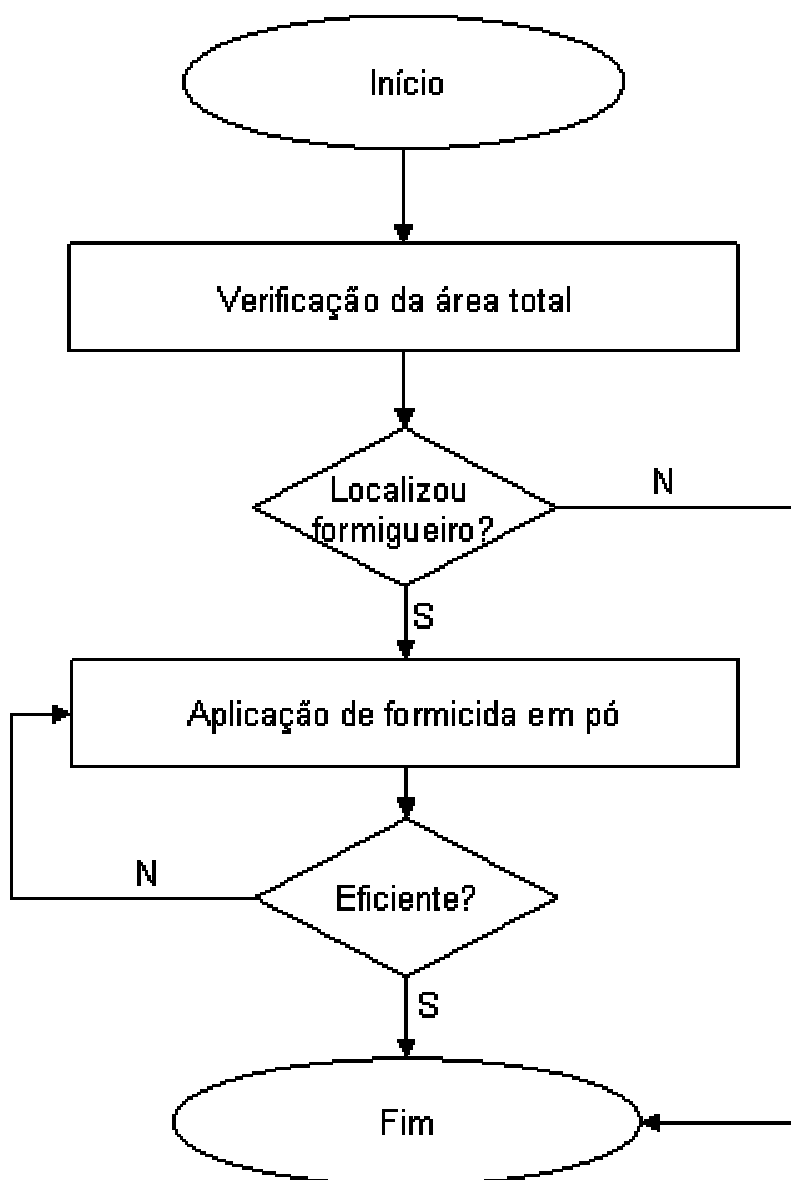 Início
Verificação da área total
Localizou
formigueiro?
N
S
Aplicação de formicida em pó
N
Eficiente?
S
Fim